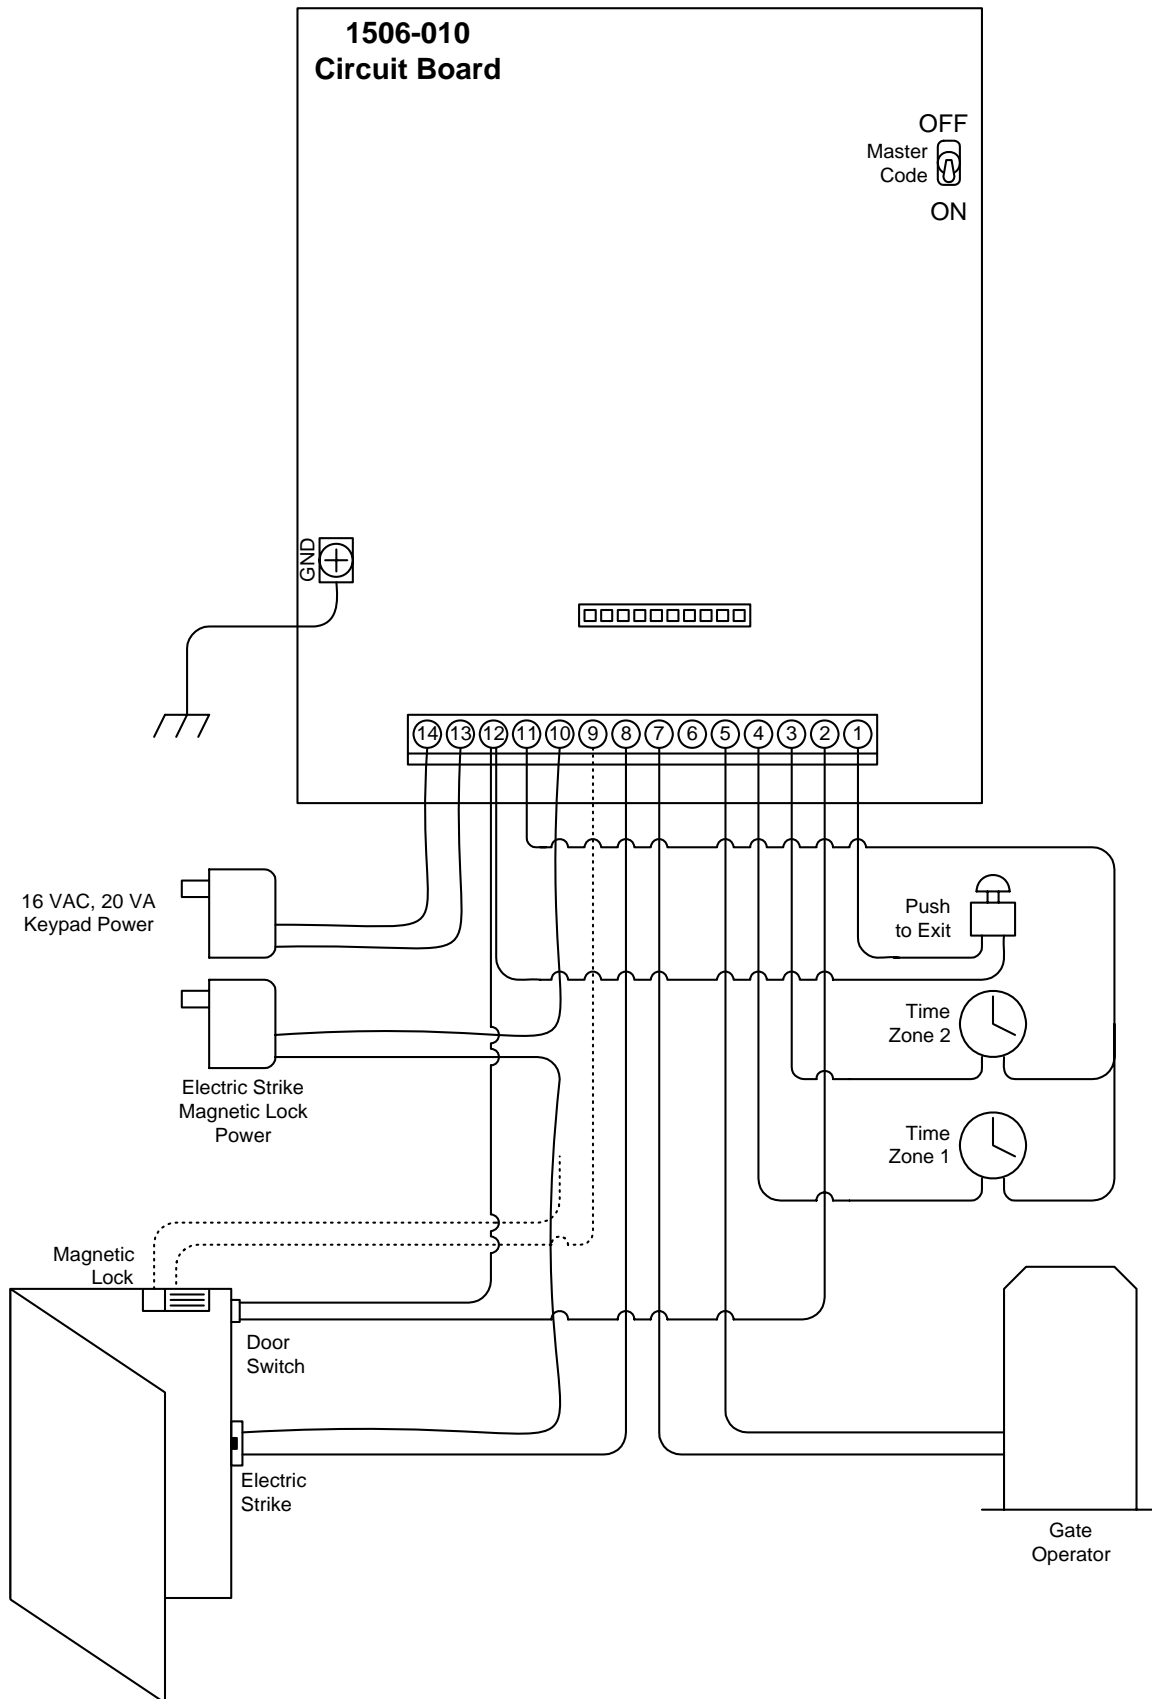 1506-010
Circuit Board
OFF
Master
Code
ON
GND
14 13 12 11 10 9 8 7 6 5 4 3 2 1
16 VAC, 20 VA
Keypad Power
Push
to Exit
Time
Zone 2
Electric Strike
Magnetic Lock
Power
Time
Zone 1
Magnetic
Lock
Door
Switch
Electric
Strike
Gate
Operator